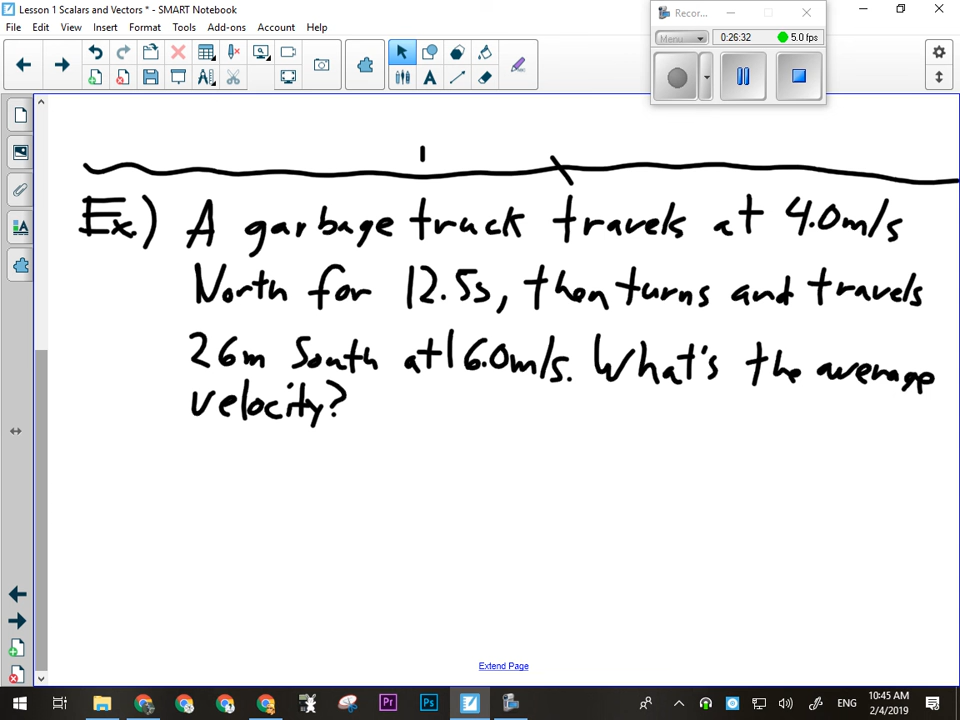 Lesson 1 Scalars and Vectors * - SMART Notebook
File Edit View Insert Format Tools Add-ons Account Help
Recor...
Menu
0:26:32
5.0 fps
Ex.) A garbage truck travels at 4.0m/s
North for 12.5s, then turns and travels
26m South at 16.0m/s. What's the average
velocity?
Extend Page
ENG
10:45 AM
2/4/2019